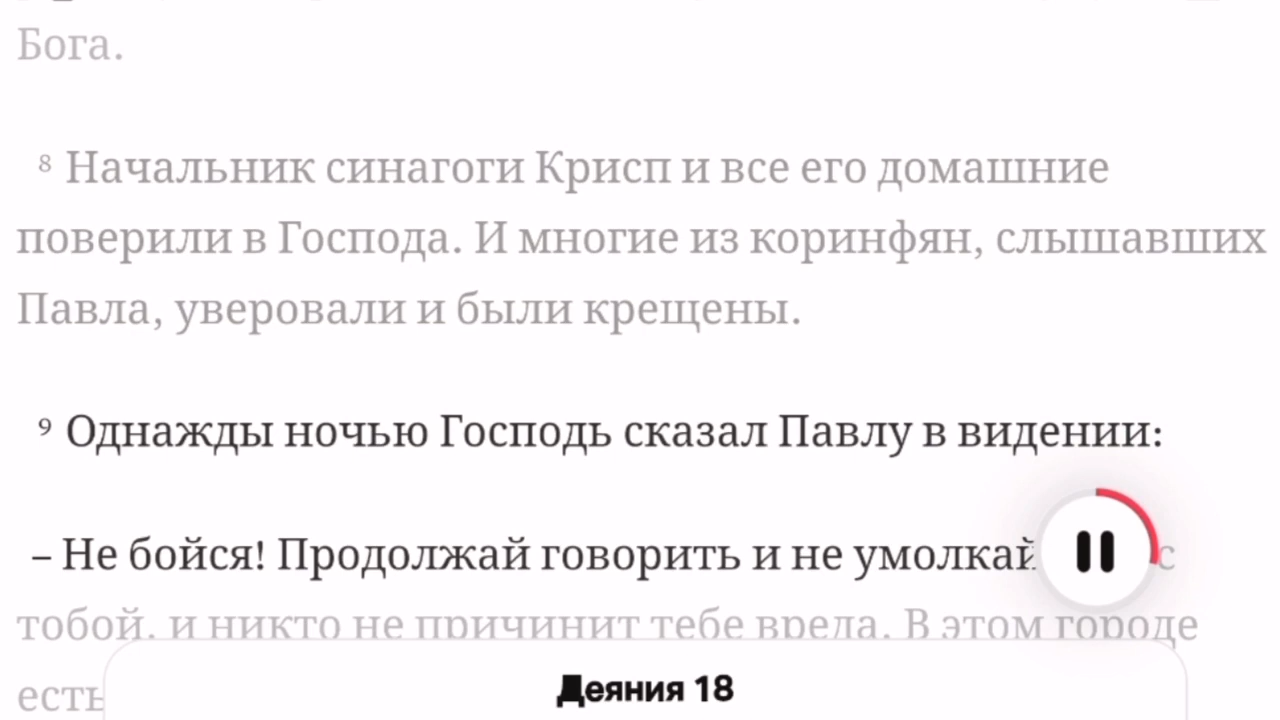 Бога.
8 Начальник синагоги Крисп и все его домашние
поверили в Господа. И многие из коринфян, слышавших
Павла, уверовали и были крещены.
9 Однажды ночью Господь сказал Павлу в видении:
– Не бойся! Продолжай говорить и не умолкай с
тобой, и никто не причинит тебе вреда. В этом городе
есть
Деяния 18